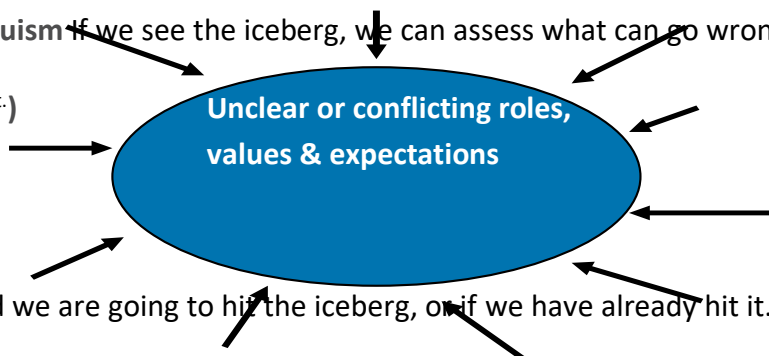 uism If we see the iceberg, we can assess what can go wron
.)
Unclear or conflicting roles,
values & expectations
we are going to hit the iceberg, or if we have already hit it.